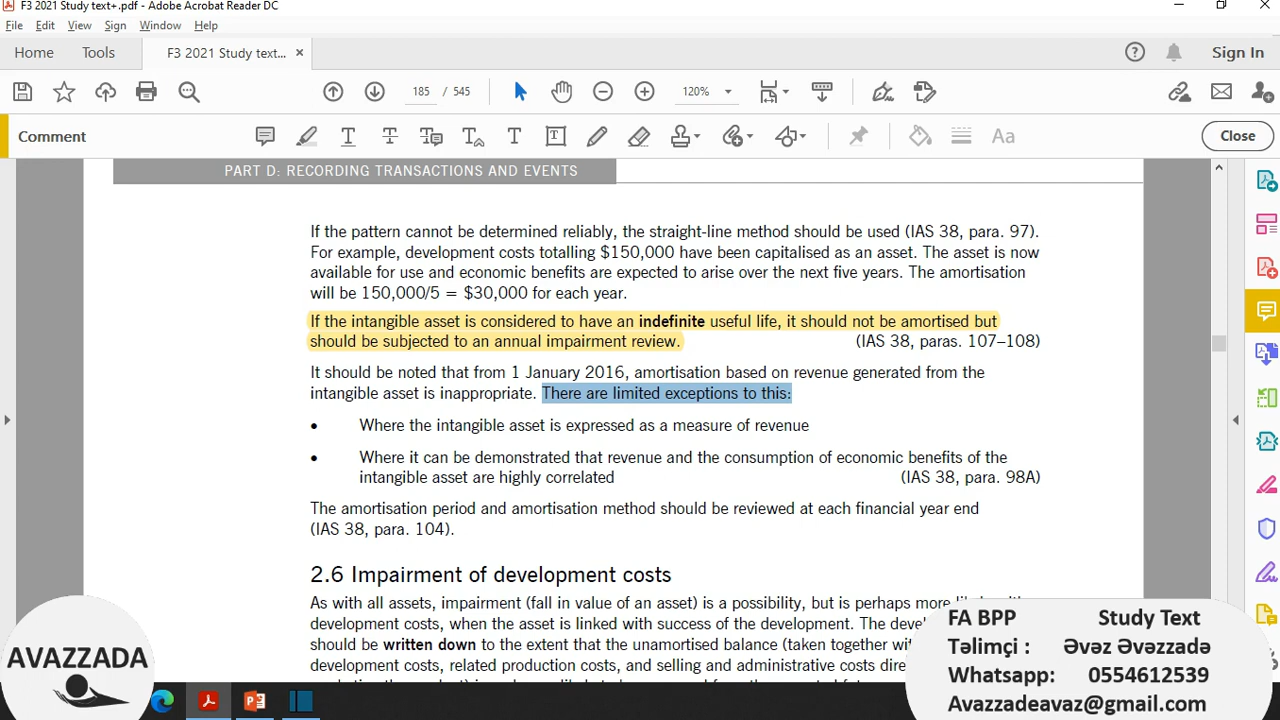 F3 2021 Study text+.pdf - Adobe Acrobat Reader DC
File Edit View Sign Window Help
Home Tools F3 2021 Study text... × Sign In
185 / 545 120%
Comment Close
PART D: RECORDING TRANSACTIONS AND EVENTS
If the pattern cannot be determined reliably, the straight-line method should be used (IAS 38, para. 97).
For example, development costs totalling $150,000 have been capitalised as an asset. The asset is now
available for use and economic benefits are expected to arise over the next five years. The amortisation
will be 150,000/5 = $30,000 for each year.
If the intangible asset is considered to have an indefinite useful life, it should not be amortised but
should be subjected to an annual impairment review. (IAS 38, paras. 107–108)
It should be noted that from 1 January 2016, amortisation based on revenue generated from the
intangible asset is inappropriate. There are limited exceptions to this:
• Where the intangible asset is expressed as a measure of revenue
• Where it can be demonstrated that revenue and the consumption of economic benefits of the
intangible asset are highly correlated (IAS 38, para. 98A)
The amortisation period and amortisation method should be reviewed at each financial year end
(IAS 38, para. 104).
2.6 Impairment of development costs
As with all assets, impairment (fall in value of an asset) is a possibility, but is perhaps more
development costs, when the asset is linked with success of the development. The
should be written down to the extent that the unamortised balance (taken together
development costs, related production costs, and selling and administrative costs
AVAZZADA
FA BPP Study Text
Təlimçi : Əvəz Əvəzzadə
Whatsapp: 0554612539
Avazzadeavaz@gmail.com